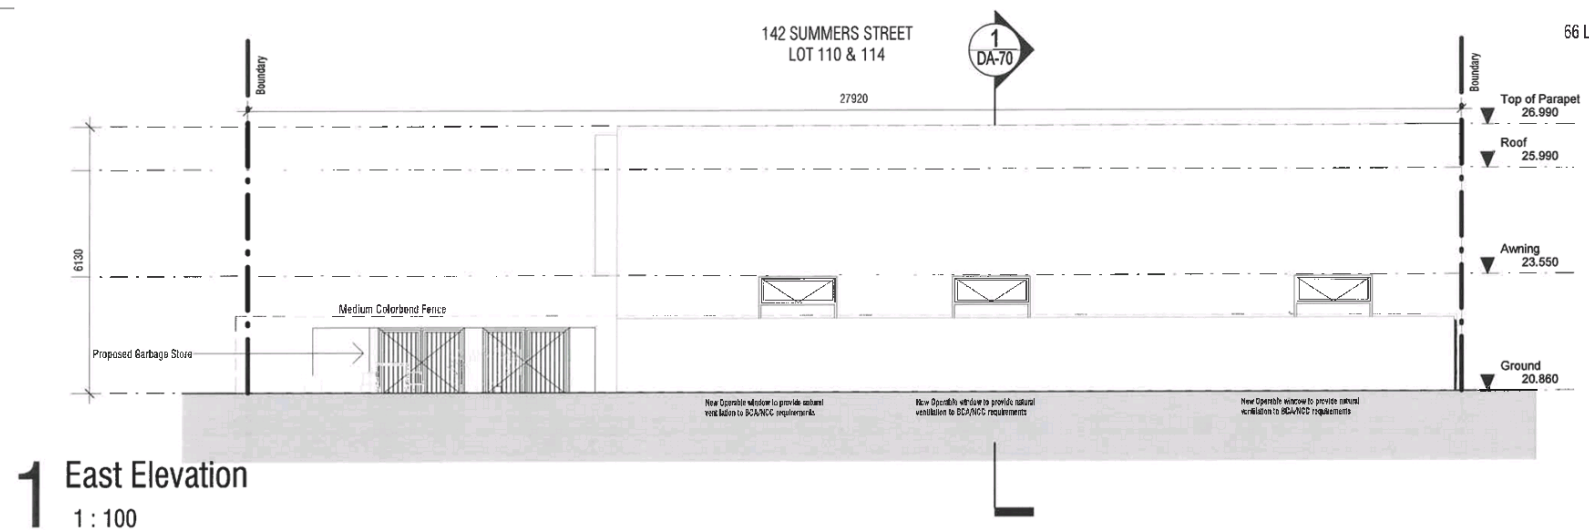 142 SUMMERS STREET
LOT 110 & 114
1
DA-70
66 L
Boundary
Boundary
27920
Top of Parapet
26.990
Roof
25.990
6130
Awning
23.550
Medium Colorbond Fence
Proposed Garbage Store
Ground
20.860
New Operable window to provide natural
ventilation to BCA/NCC requirements
New Operable window to provide natural
ventilation to BCA/NCC requirements
New Operable window to provide natural
ventilation to BCA/NCC requirements
1 East Elevation
1 : 100